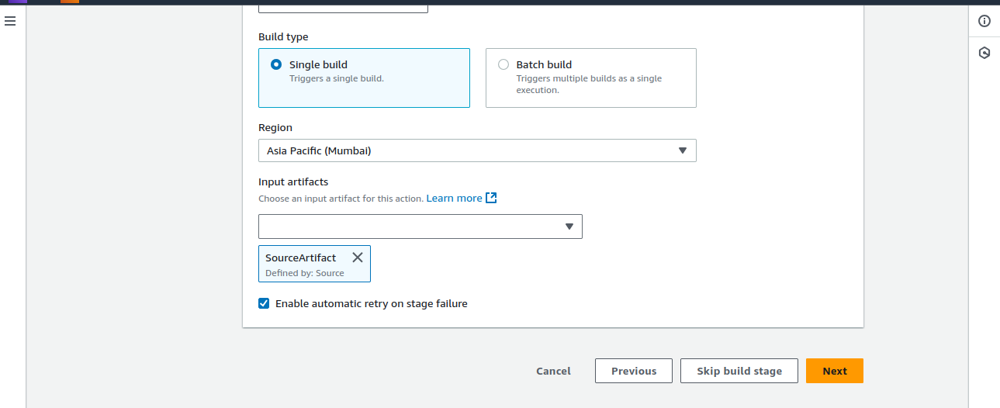 Build type
Single build
Triggers a single build.
Batch build
Triggers multiple builds as a single
execution.
Region
Asia Pacific (Mumbai)
Input artifacts
Choose an input artifact for this action. Learn more
SourceArtifact
Defined by: Source
Enable automatic retry on stage failure
Cancel
Previous
Skip build stage
Next